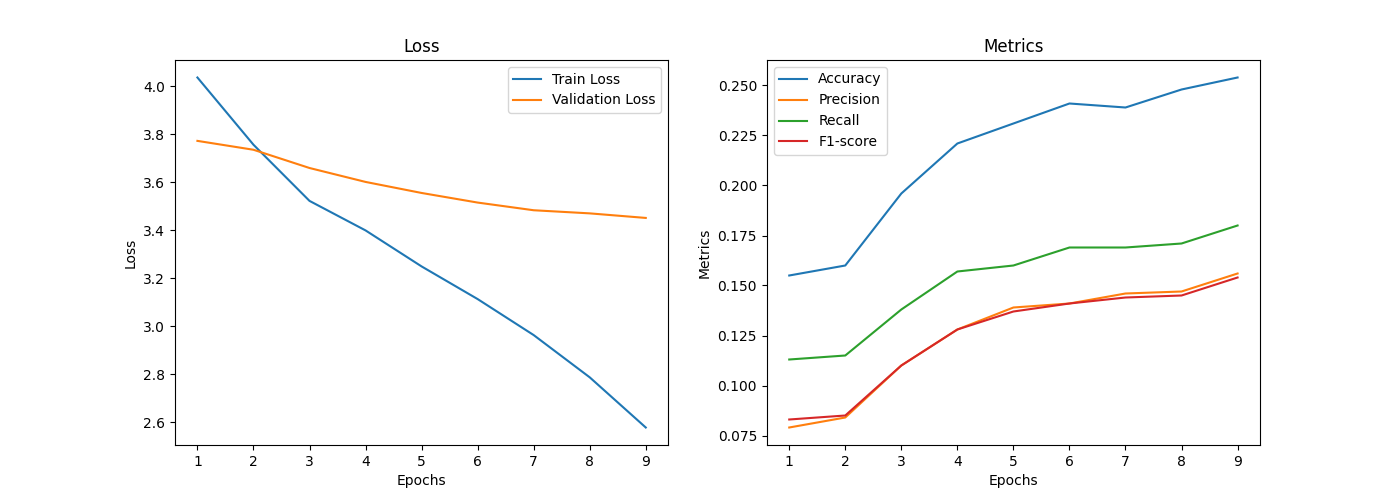 Loss
4.0
3.8
3.6
3.4
3.2
3.0
2.8
2.6
Loss
Train Loss
Validation Loss
1 2 3 4 5 6 7 8 9
Epochs
Metrics
0.250
0.225
0.200
0.175
0.150
0.125
0.100
0.075
Metrics
Accuracy
Precision
Recall
F1-score
1 2 3 4 5 6 7 8 9
Epochs